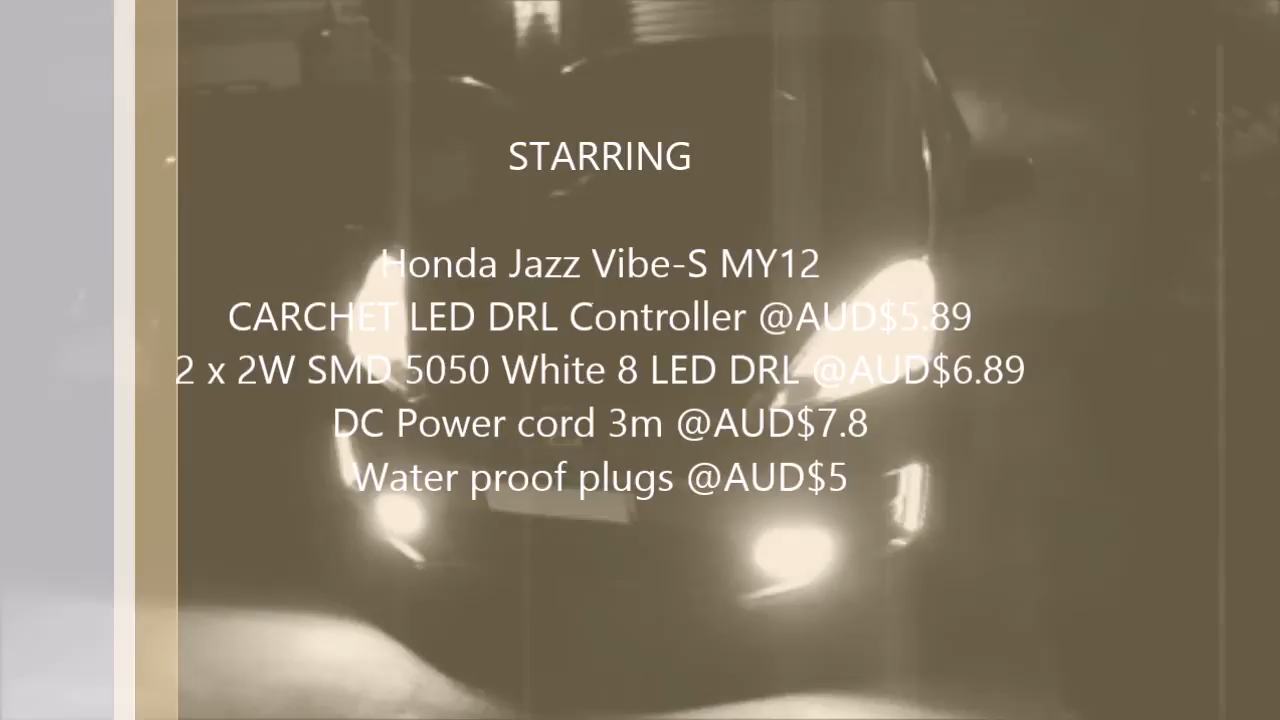 STARRING
Honda Jazz Vibe-S MY12
CARCHET LED DRL Controller @AUD$5.89
2 x 2W SMD 5050 White 8 LED DRL @AUD$6.89
DC Power cord 3m @AUD$7.8
Water proof plugs @AUD$5